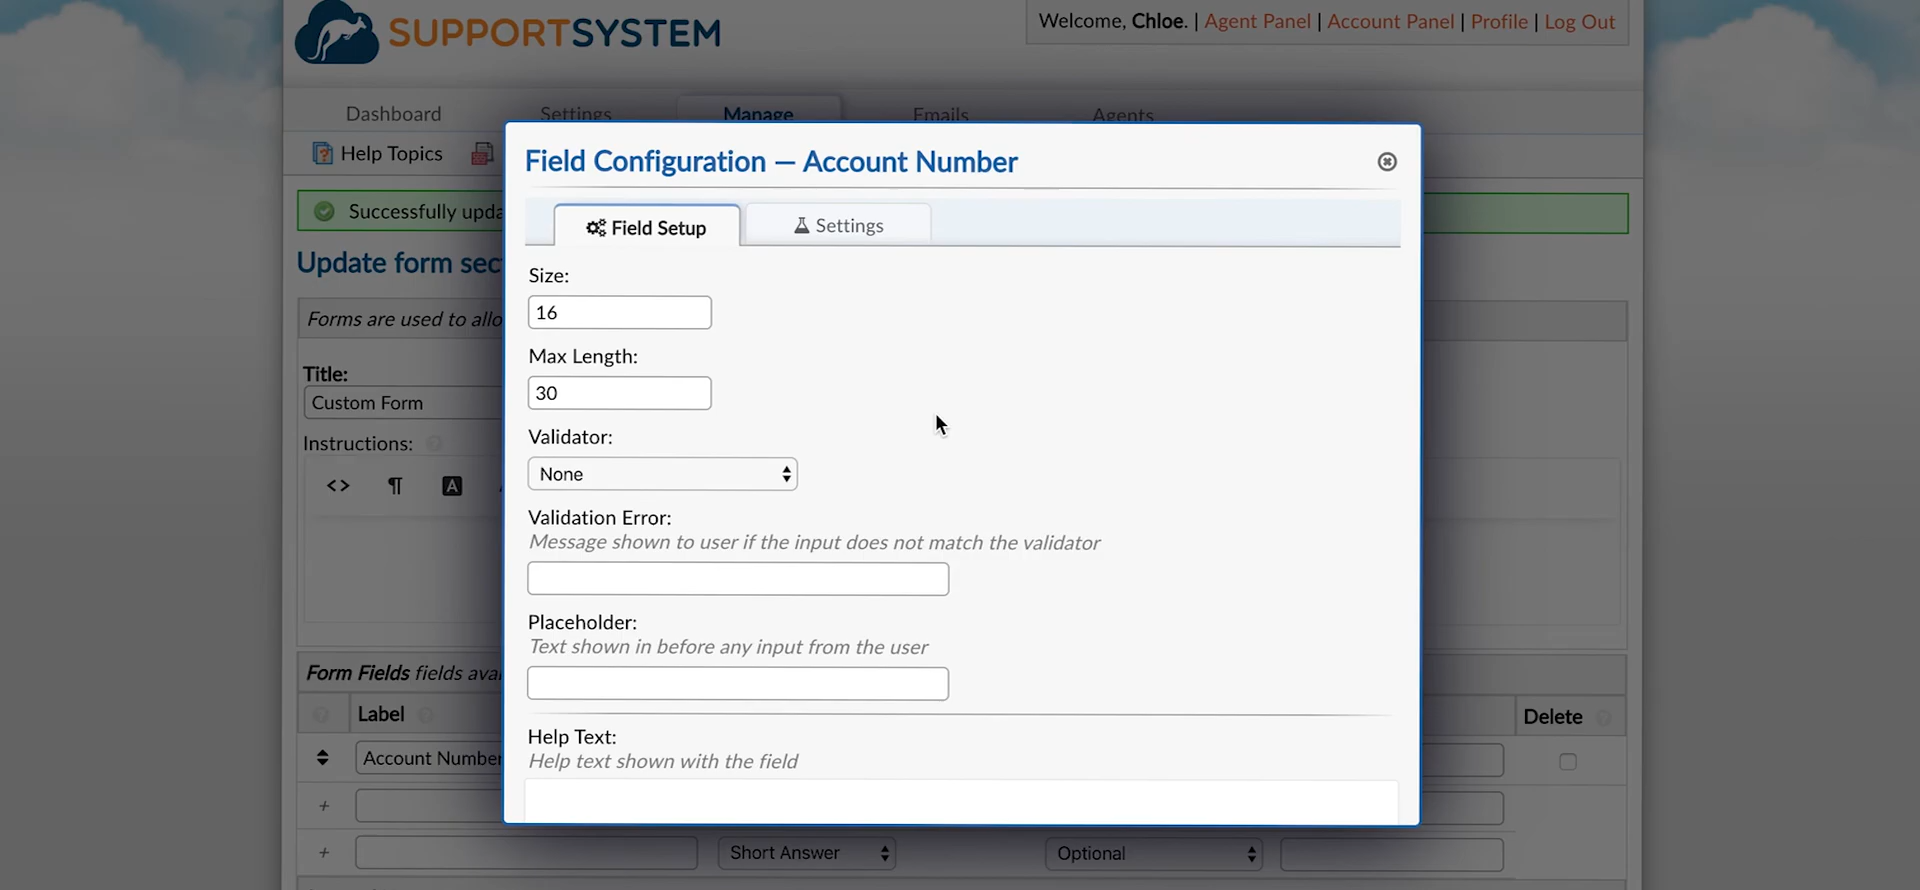 SUPPORTSYSTEM
Welcome, Chloe. | Agent Panel | Account Panel | Profile | Log Out
Dashboard Settings Manage Emails Agents
Help Topics
Successfully upda
Update form sec
Forms are used to allo
Title:
Custom Form
Instructions:
Field Configuration — Account Number
Field Setup Settings
Size:
16
Max Length:
30
Validator:
None
Validation Error:
Message shown to user if the input does not match the validator
Placeholder:
Text shown in before any input from the user
Help Text:
Help text shown with the field
Form Fields fields ava
Label Delete
Account Number
Short Answer Optional